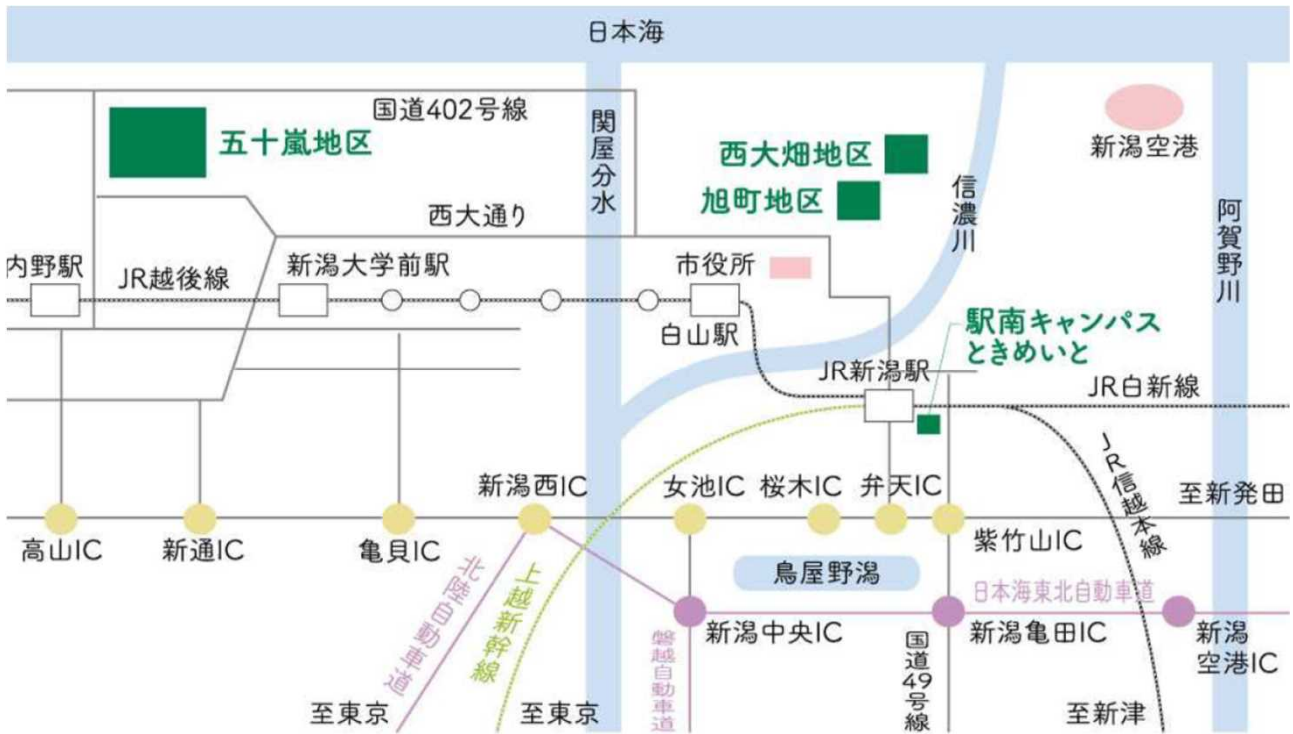 日本海
国道402号線
五十嵐地区
関屋分水
西大畑地区
旭町地区
信濃川
新潟空港
阿賀野川
西大通り
内野駅
JR越後線
新潟大学前駅
市役所
白山駅
駅南キャンパス
ときめいと
JR新潟駅
JR白新線
JR信越本線
新潟西IC
女池IC
桜木IC
弁天IC
至新発田
高山IC
新通IC
亀貝IC
紫竹山IC
北陸自動車道
上越新幹線
鳥屋野潟
日本海東北自動車道
新潟中央IC
新潟亀田IC
新潟
空港IC
磐越自動車道
国道49号線
至東京
至東京
至新津